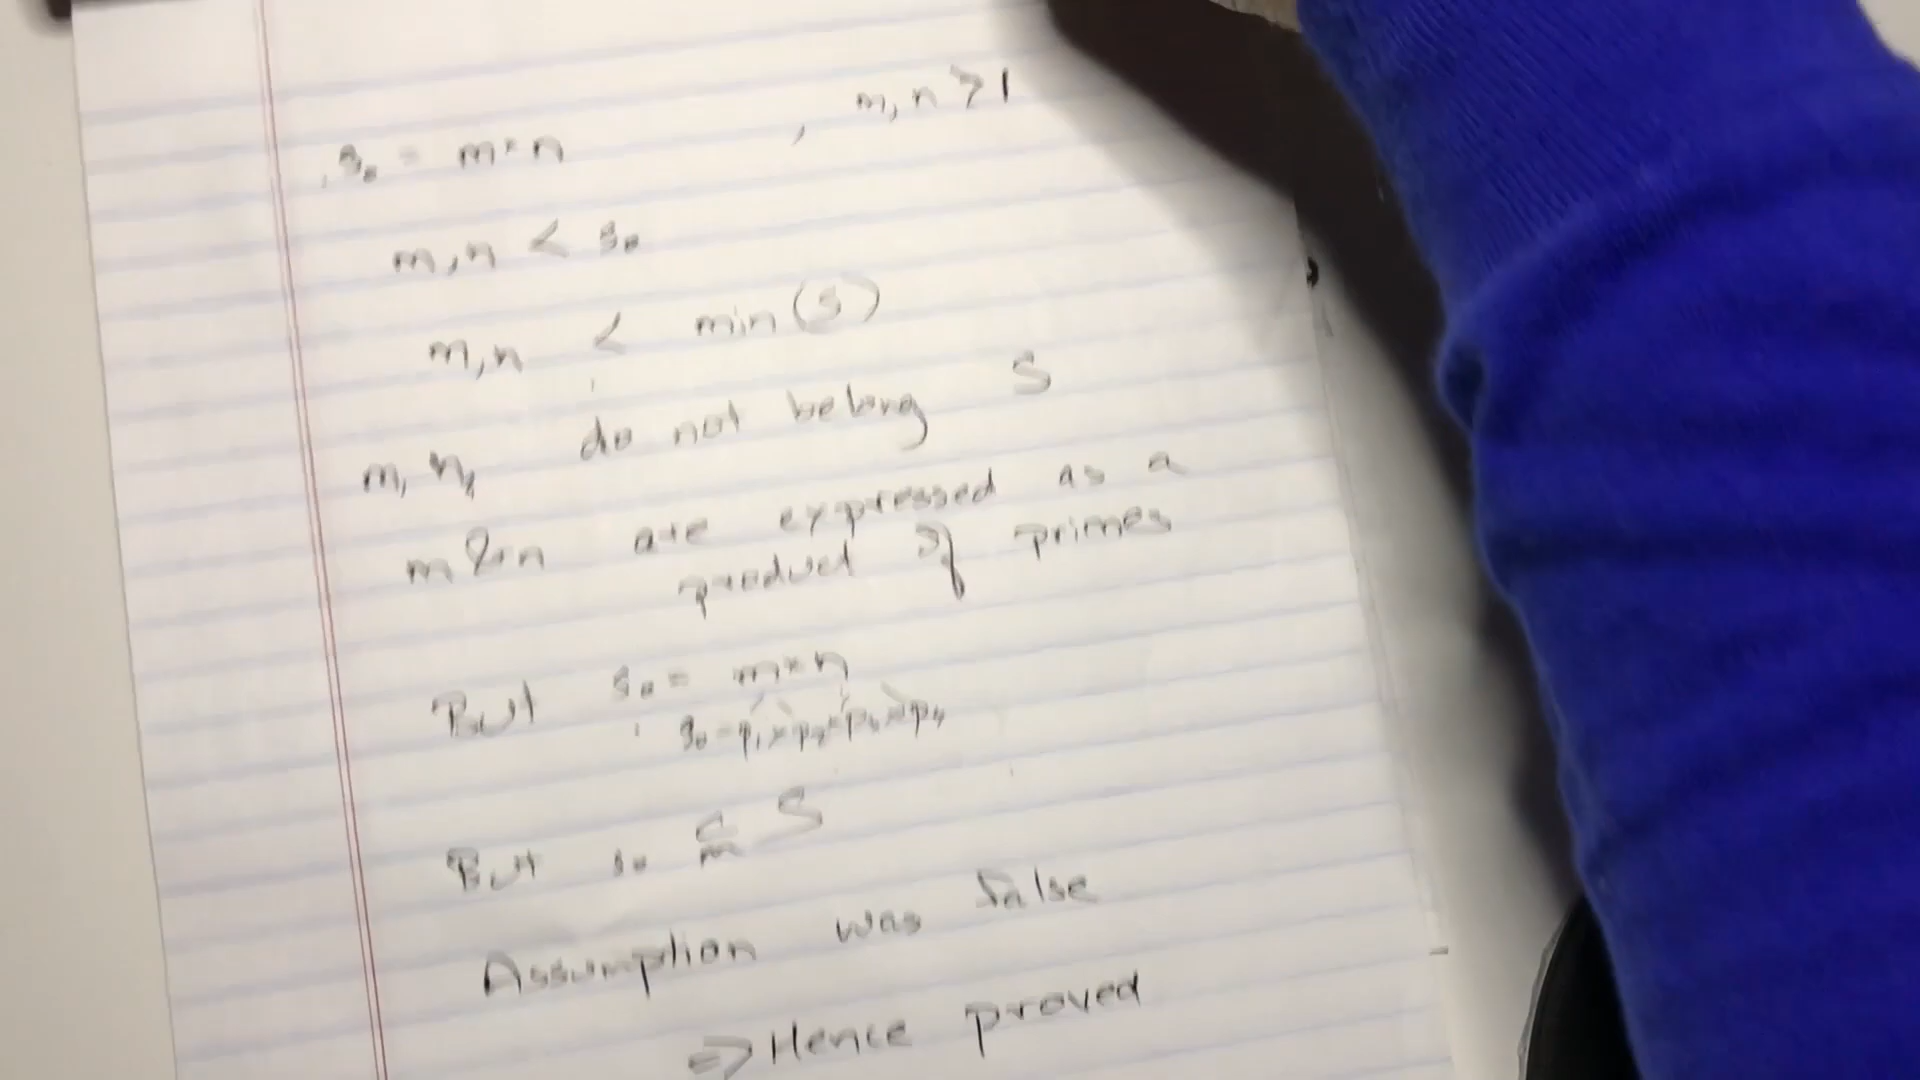 s₀ = m×n , m, n > 1
m, n < s₀
m, n < min (S)
m, n, do not belong S
m & n are expressed as a
product of primes
But s₀ = m×n
s₀ = p₁×p₂×p₃×p₄
But s₀ ∈ S
Assumption was false
⇒ Hence proved